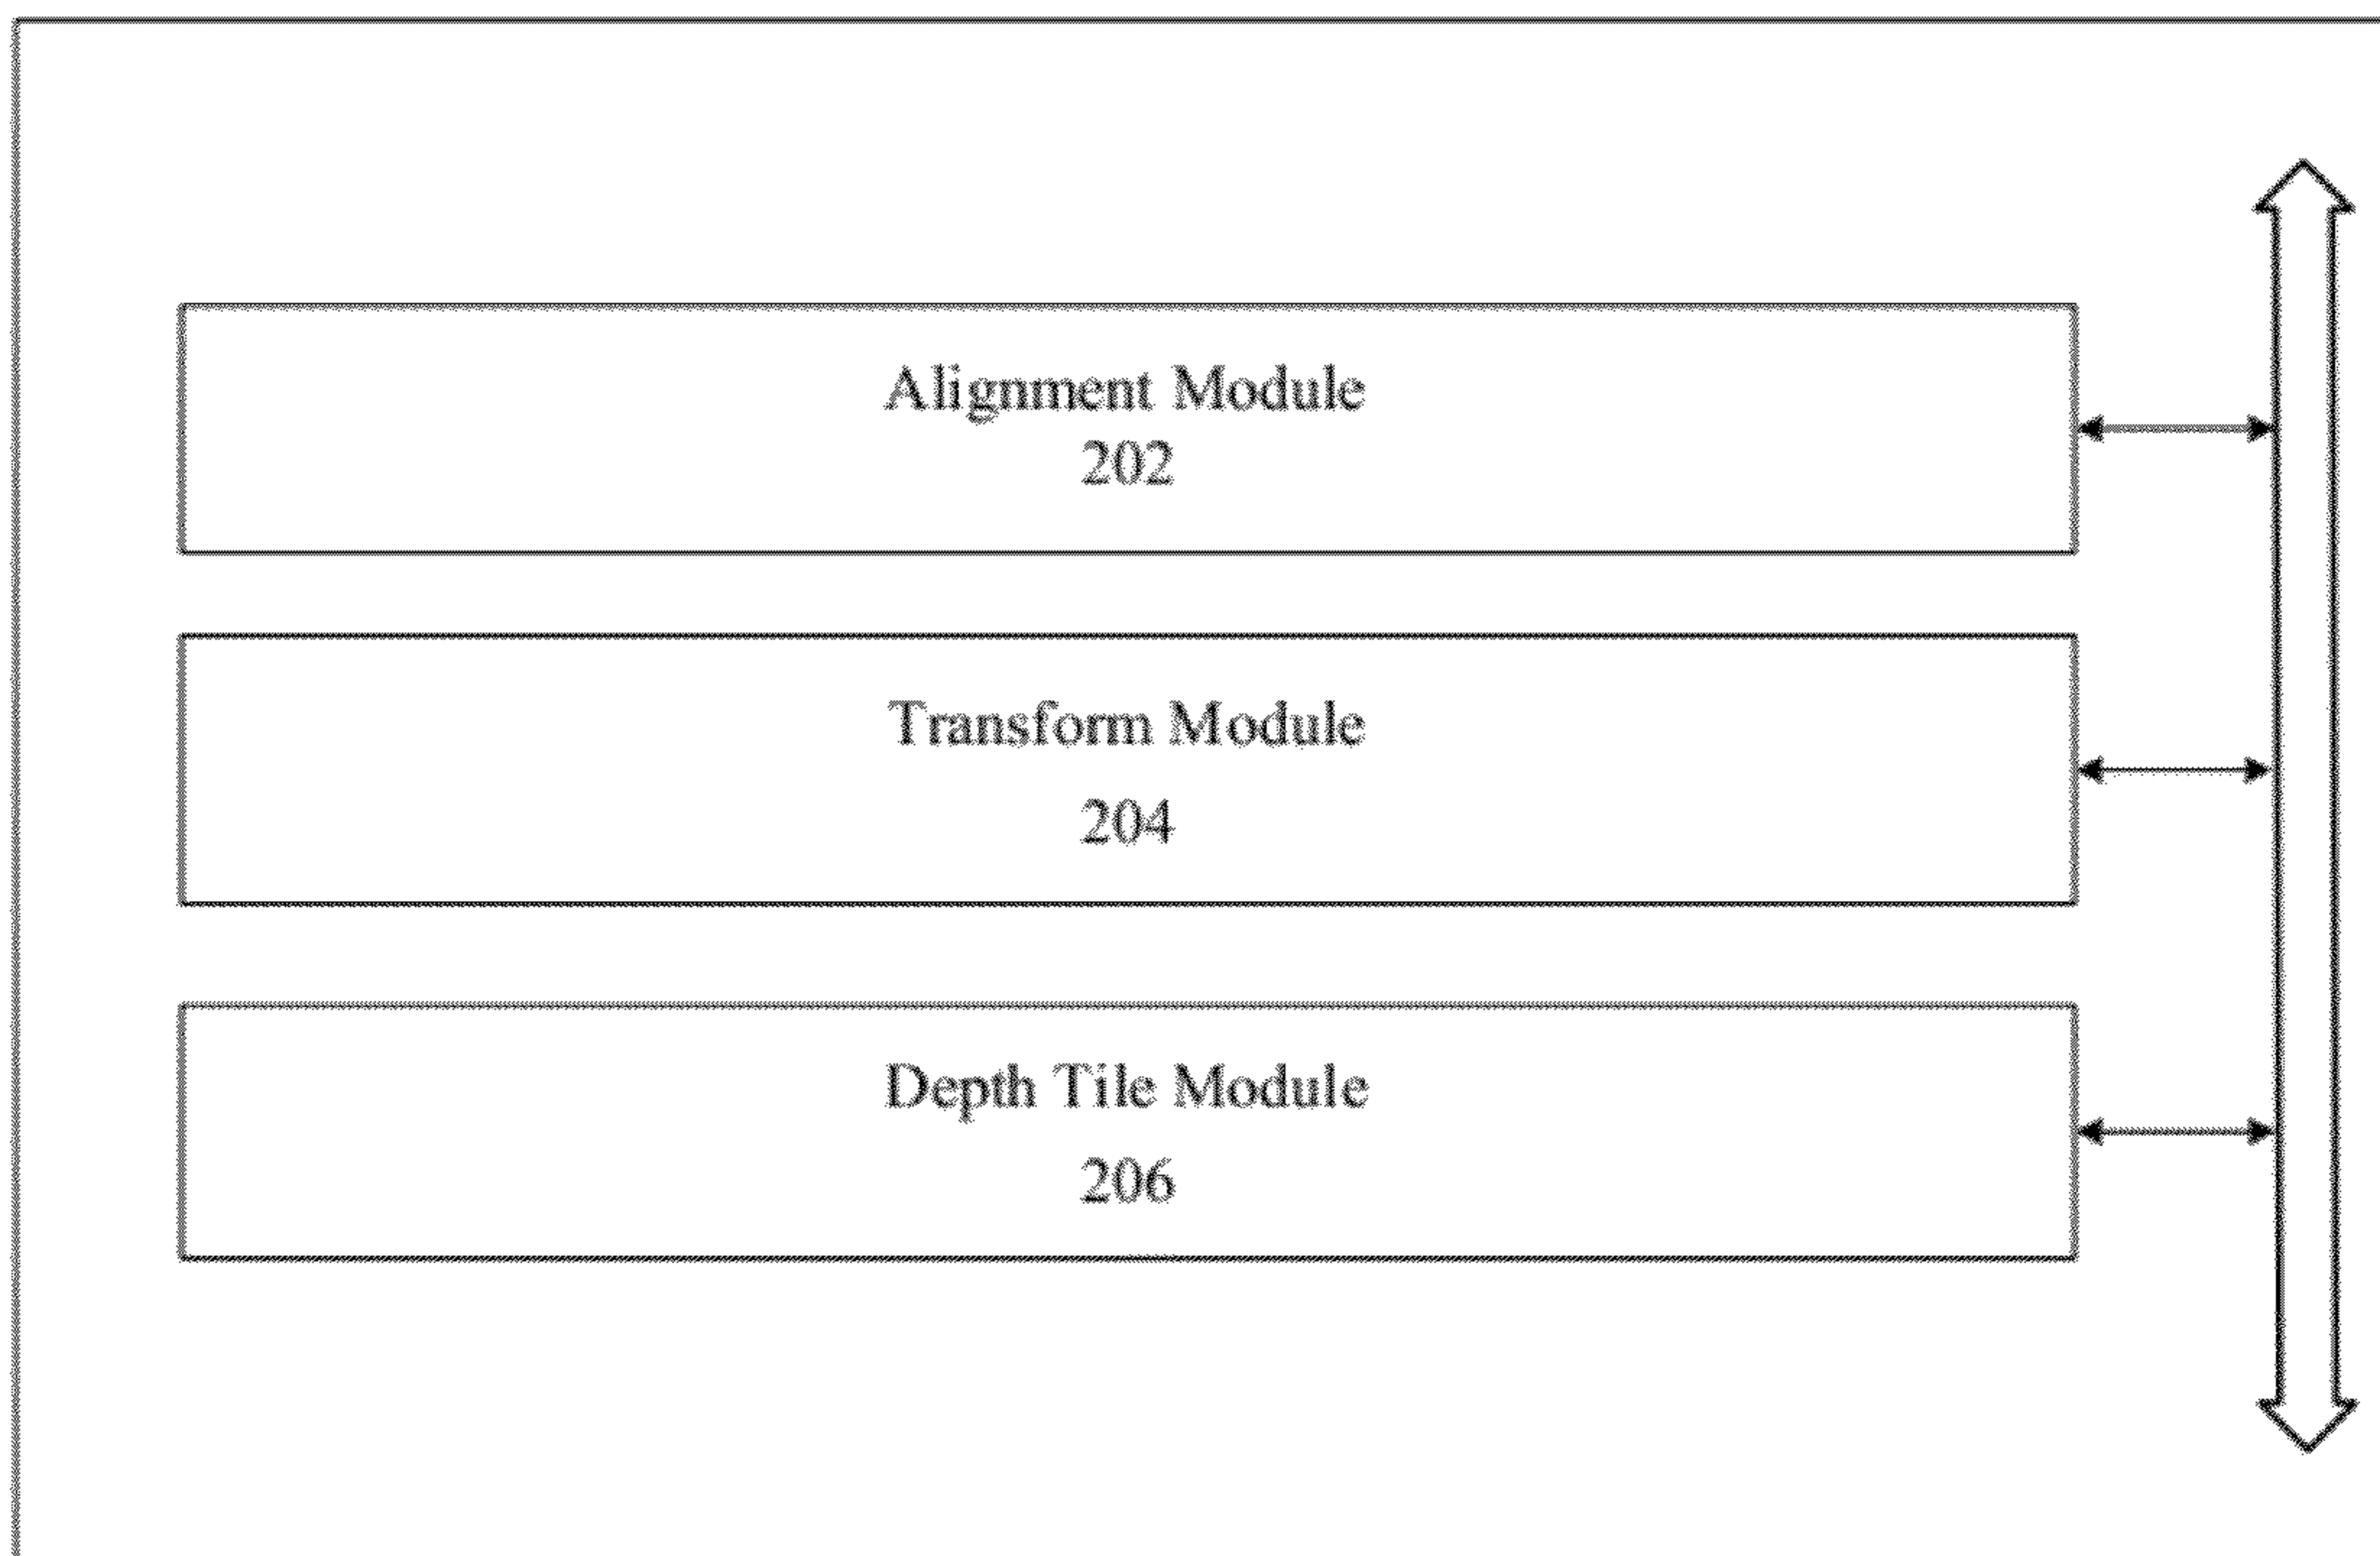 Alignment Module
202
Transform Module
204
Depth Tile Module
206